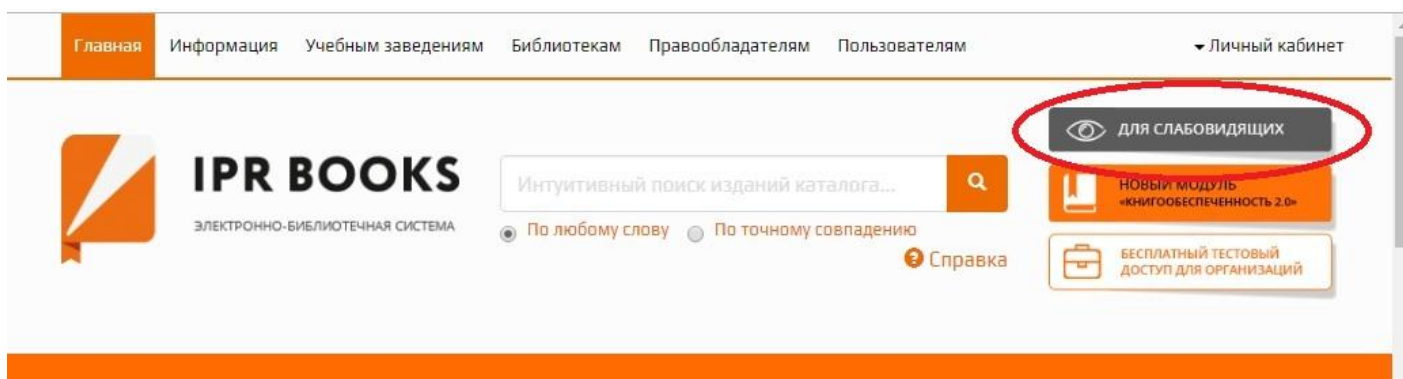 Главная Информация Учебным заведениям Библиотекам Правообладателям Пользователям Личный кабинет
IPR BOOKS
ЭЛЕКТРОННО-БИБЛИОТЕЧНАЯ СИСТЕМА
Интуитивный поиск изданий каталога...
По любому слову По точному совпадению
Справка
ДЛЯ СЛАБОВИДЯЩИХ
НОВЫЙ МОДУЛЬ
«КНИГООБЕСПЕЧЕННОСТЬ 2.0»
БЕСПЛАТНЫЙ ТЕСТОВЫЙ
ДОСТУП ДЛЯ ОРГАНИЗАЦИЙ